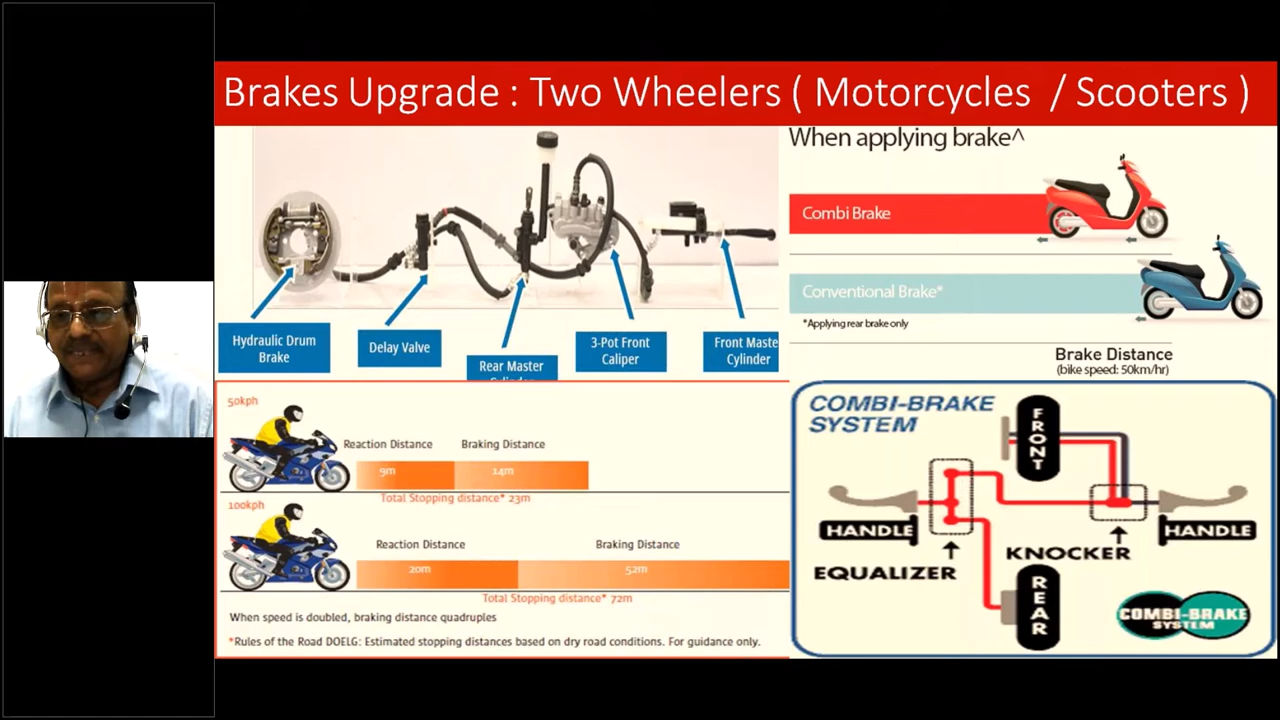 Brakes Upgrade : Two Wheelers ( Motorcycles / Scooters )
Hydraulic Drum
Brake
Delay Valve
Rear Master
Cylinder
3-Pot Front
Caliper
Front Maste
Cylinder
When applying brake^
Combi Brake
Conventional Brake*
*Applying rear brake only
Brake Distance
(bike speed: 50km/hr)
50kph
Reaction Distance
Braking Distance
9m
14m
Total Stopping distance* 23m
100kph
Reaction Distance
Braking Distance
20m
52m
Total Stopping distance* 72m
When speed is doubled, braking distance quadruples
*Rules of the Road DOELG: Estimated stopping distances based on dry road conditions. For guidance only.
COMBI-BRAKE
SYSTEM
FRONT
HANDLE
HANDLE
KNOCKER
EQUALIZER
REAR
COMBI-BRAKE
SYSTEM